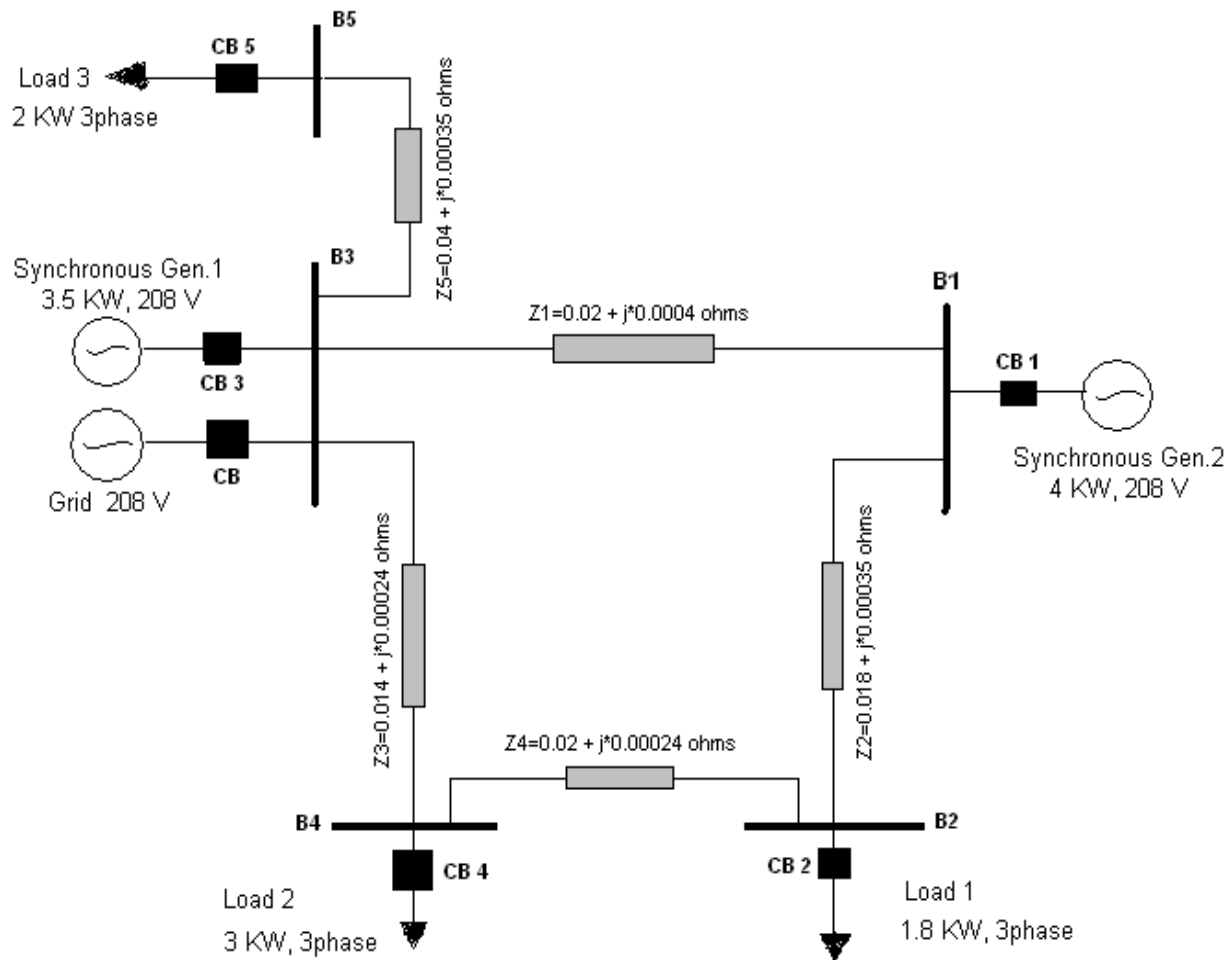 B5
CB 5
Load 3
2 KW 3phase
Z5=0.04 + j*0.00035 ohms
B3
Synchronous Gen.1
3.5 KW, 208 V
CB 3
CB
Grid 208 V
Z1=0.02 + j*0.0004 ohms
B1
CB 1
Synchronous Gen.2
4 KW, 208 V
Z3=0.014 + j*0.00024 ohms
Z2=0.018 + j*0.00035 ohms
Z4=0.02 + j*0.00024 ohms
B4
B2
CB 4
CB 2
Load 2
3 KW, 3phase
Load 1
1.8 KW, 3phase